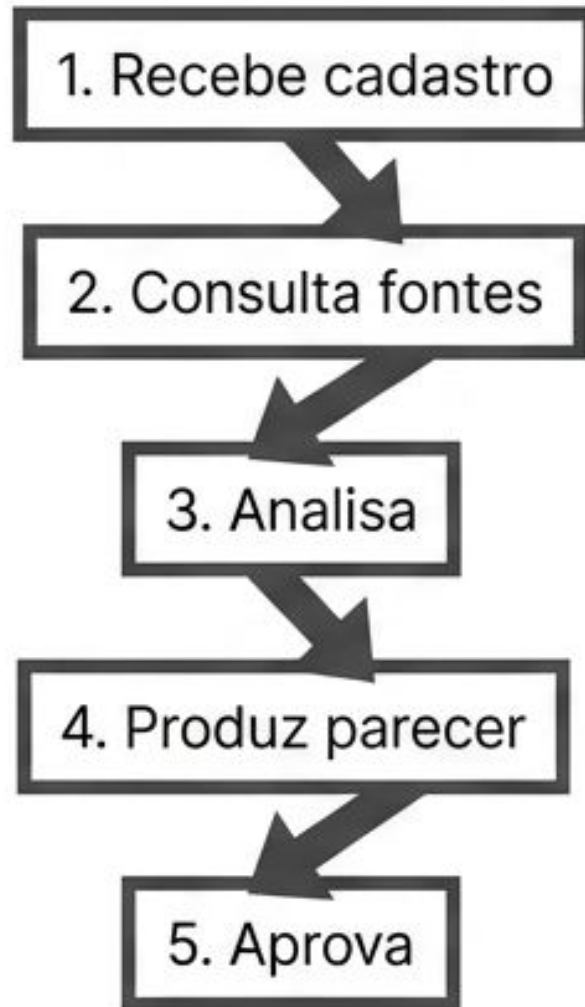 1. Recebe cadastro
2. Consulta fontes
3. Analisa
4. Produz parecer
5. Aprova